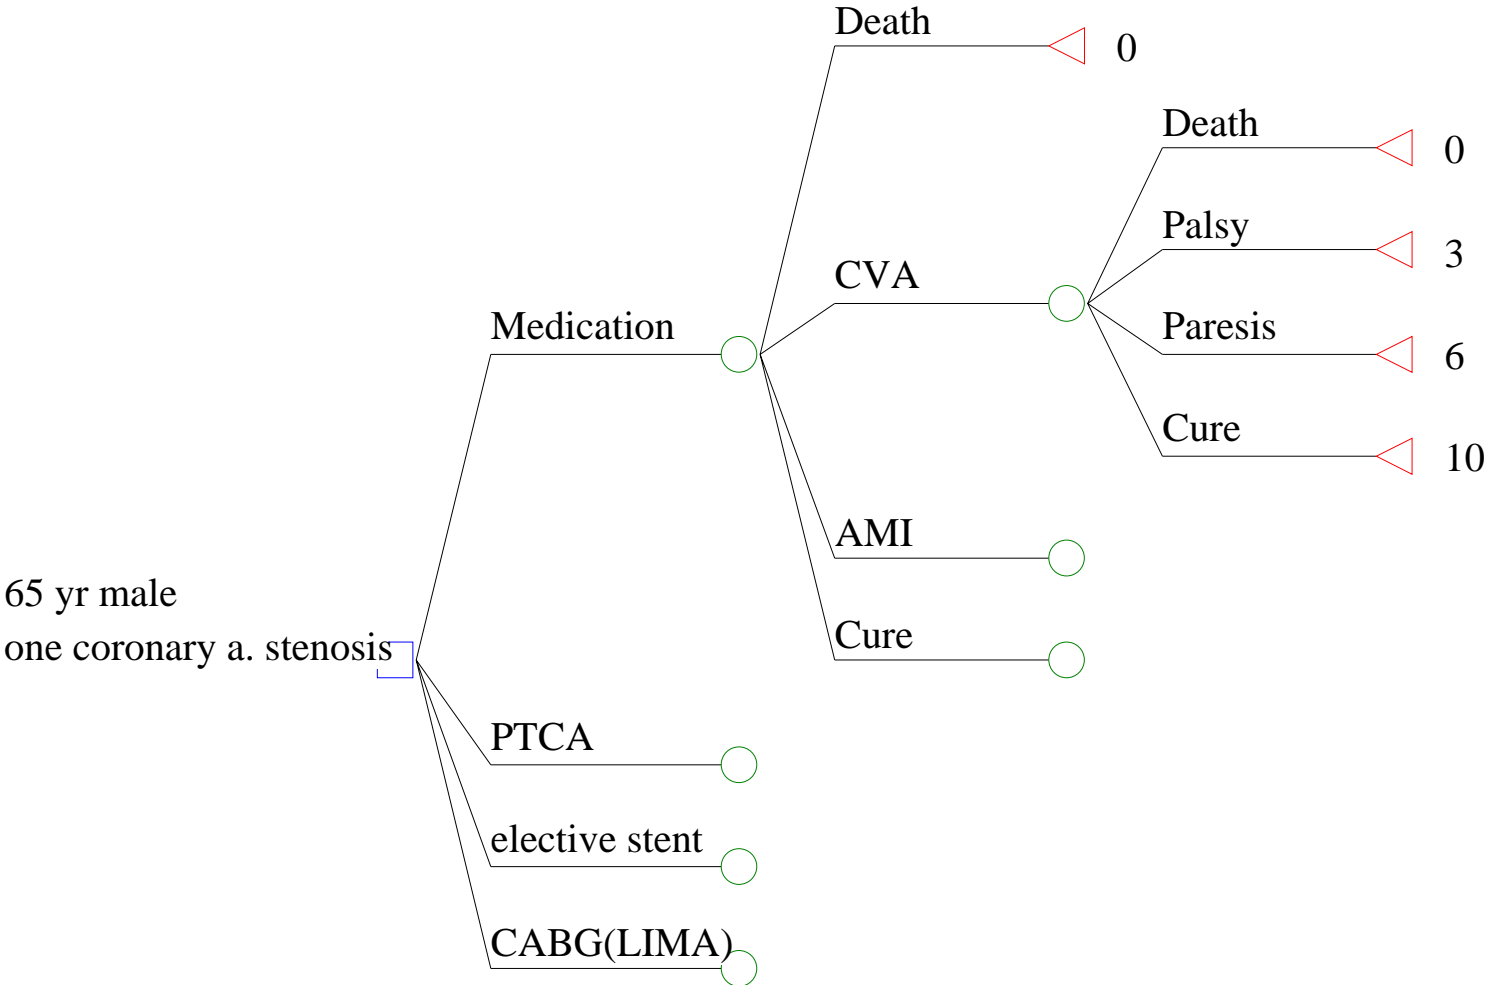 Death
0
Death
0
Palsy
3
CVA
Medication
Paresis
6
Cure
10
AMI
65 yr male
one coronary a. stenosis
Cure
PTCA
elective stent
CABG(LIMA)